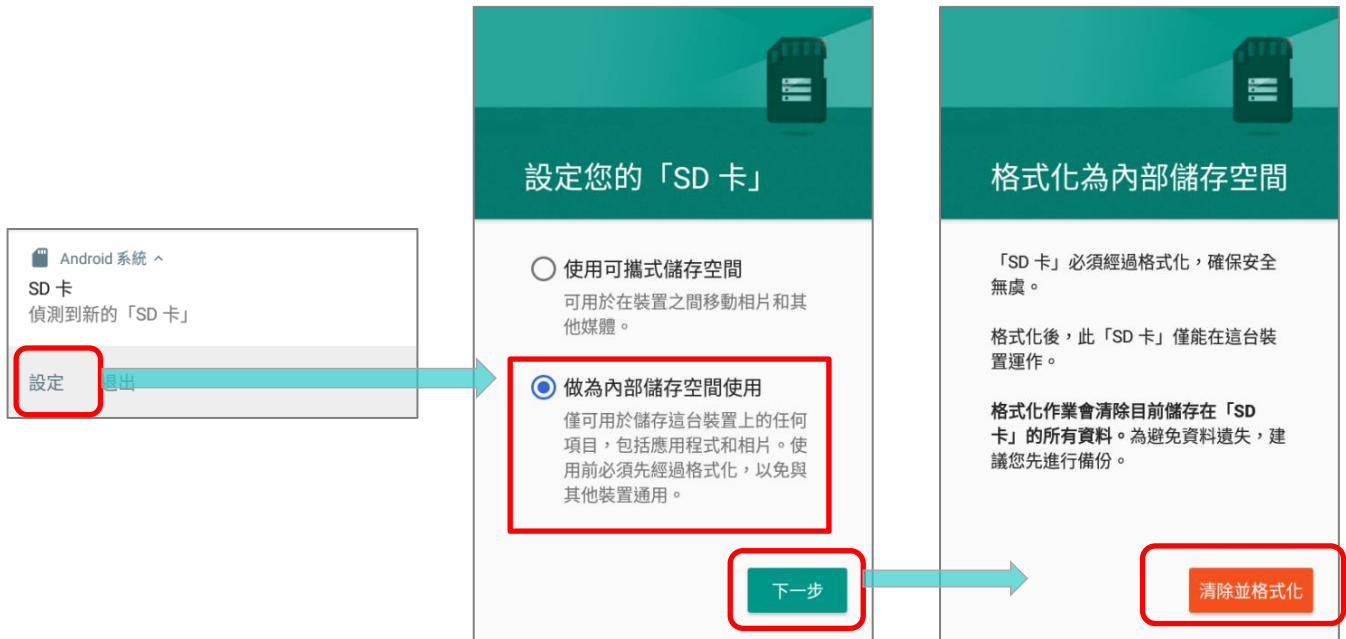 Android 系統
SD 卡
偵測到新的「SD 卡」
設定 退出
設定您的「SD 卡」
使用可攜式儲存空間
可用於在裝置之間移動相片和其
他媒體。
做為內部儲存空間使用
僅可用於儲存這台裝置上的任何
項目，包括應用程式和相片。使
用前必須先經過格式化，以免與
其他裝置通用。
下一步
格式化為內部儲存空間
「SD 卡」必須經過格式化，確保安全
無虞。
格式化後，此「SD 卡」僅能在這台裝
置運作。
格式化作業會清除目前儲存在「SD
卡」的所有資料。為避免資料遺失，建
議您先進行備份。
清除並格式化